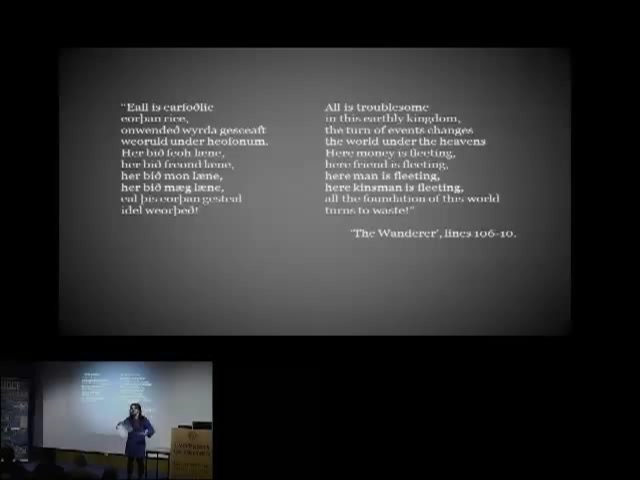 “Eall is earfoðlic
eorþan rice,
onwendeð wyrda gesceaft
weoruld under heofonum.
Her bið feoh læne,
her bið freond læne,
her bið mon læne,
her bið mæg læne,
eal þis eorþan gesteal
idel weorþeð!
All is troublesome
in this earthly kingdom,
the turn of events changes
the world under the heavens
Here money is fleeting,
here friend is fleeting,
here man is fleeting,
here kinsman is fleeting,
all the foundation of this world
turns to waste!”
‘The Wanderer’, lines 106-10.